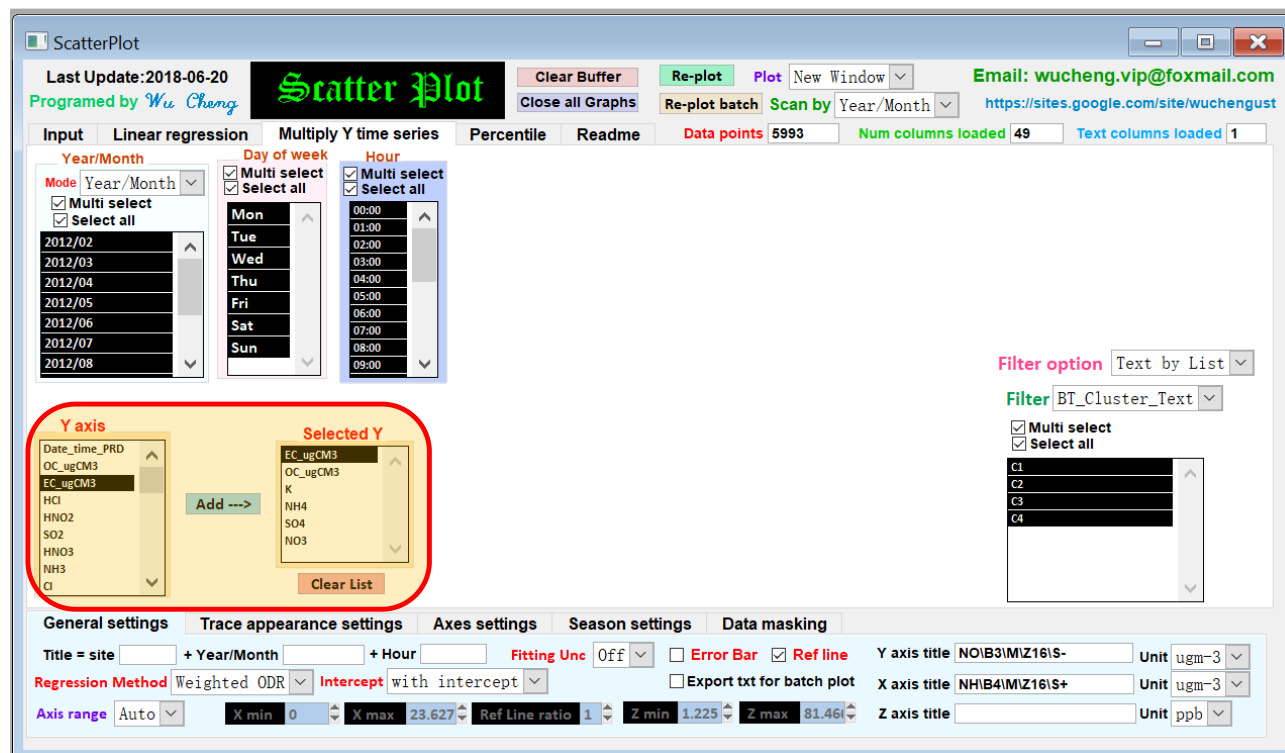 ScatterPlot
Last Update:2018-06-20
Programed by Wu Cheng
Scatter Plot
Clear Buffer
Close all Graphs
Re-plot Plot New Window
Re-plot batch Scan by Year/Month
Email: wucheng.vip@foxmail.com
https://sites.google.com/site/wuchengust
Input Linear regression Multiply Y time series Percentile Readme
Data points 5993 Num columns loaded 49 Text columns loaded 1
Year/Month
Mode Year/Month
Multi select
Select all
2012/02
2012/03
2012/04
2012/05
2012/06
2012/07
2012/08
Day of week
Multi select
Select all
Mon
Tue
Wed
Thu
Fri
Sat
Sun
Hour
Multi select
Select all
00:00
01:00
02:00
03:00
04:00
05:00
06:00
07:00
08:00
09:00
Filter option Text by List
Filter BT_Cluster_Text
Multi select
Select all
C1
C2
C3
C4
Y axis
Date_time_PRD
OC_ugCM3
EC_ugCM3
HCl
HNO2
SO2
HNO3
NH3
Cl
Add --->
Selected Y
EC_ugCM3
OC_ugCM3
K
NH4
SO4
NO3
Clear List
General settings Trace appearance settings Axes settings Season settings Data masking
Title = site + Year/Month + Hour Fitting Unc Off Error Bar Ref line Y axis title NO\B3\M\Z16\S- Unit ugm-3
Regression Method Weighted ODR Intercept with intercept Export txt for batch plot X axis title NH\B4\M\Z16\S+ Unit ugm-3
Axis range Auto X min 0 X max 23.627 Ref Line ratio 1 Z min 1.225 Z max Z axis title Unit ppb